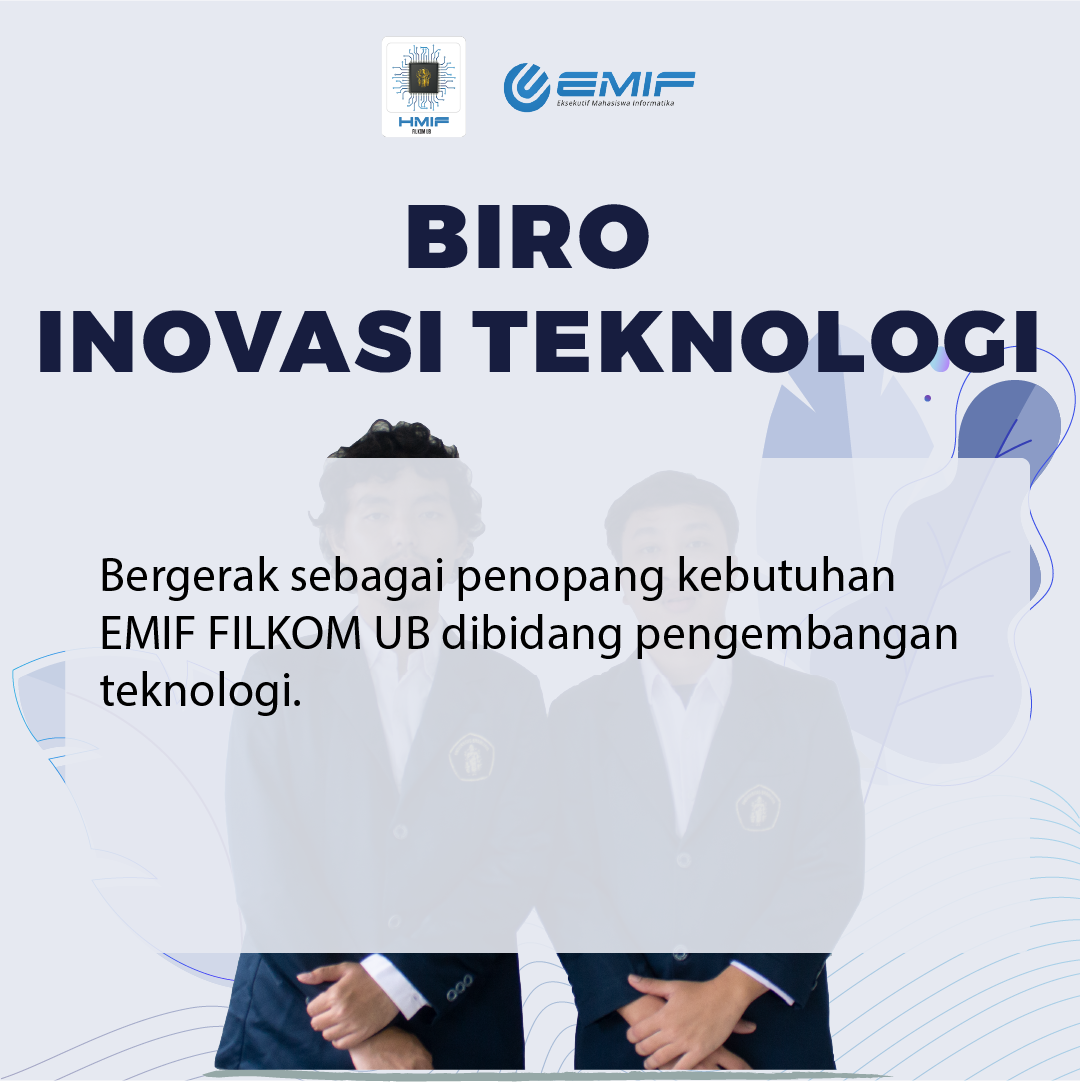 HMIF
FILKOM UB
EMIF
Eksekutif Mahasiswa Informatika
BIRO
INOVASI TEKNOLOGI
Bergerak sebagai penopang kebutuhan
EMIF FILKOM UB dibidang pengembangan
teknologi.